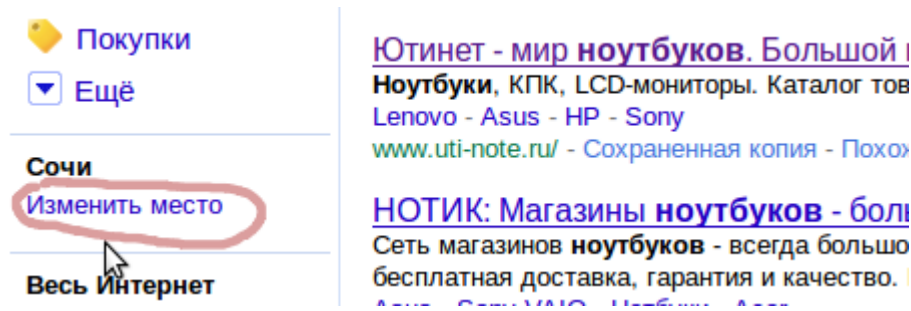 Покупки
Ещё
Сочи
Изменить место
Весь Интернет
Ютинет - мир ноутбуков. Большой
Ноутбуки, КПК, LCD-мониторы. Каталог тов
Lenovo - Asus - HP - Sony
www.uti-note.ru/ - Сохраненная копия - Похож
НОТИК: Магазины ноутбуков - боль
Сеть магазинов ноутбуков - всегда большо
бесплатная доставка, гарантия и качество.